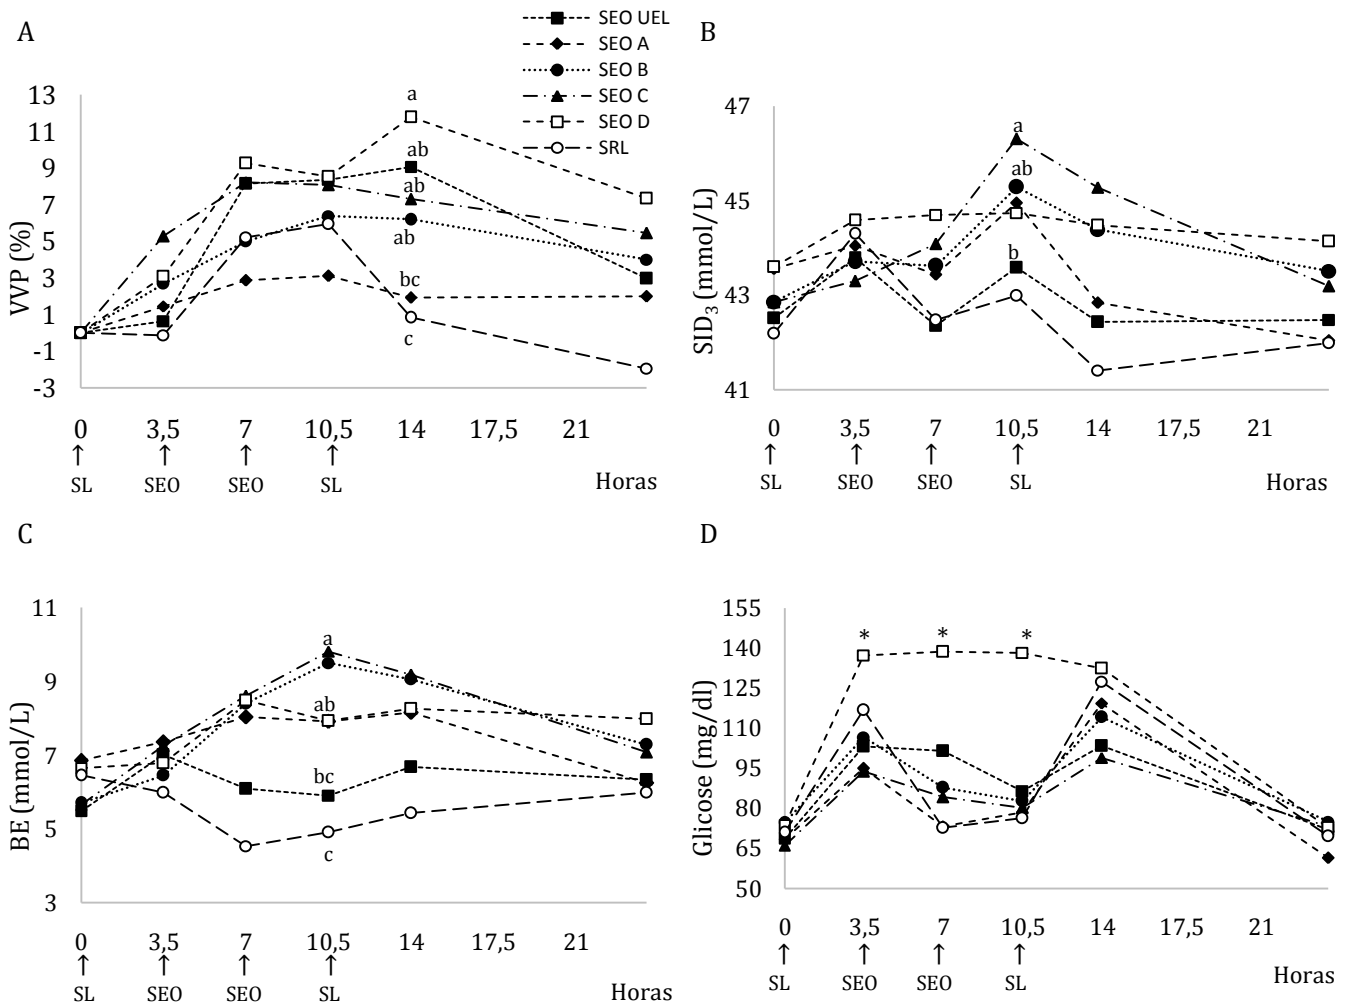 A
SEO UEL
SEO A
SEO B
SEO C
SEO D
SRL
VVP (%)
13
11
9
7
5
3
1
-1
-3
a
ab
ab
ab
bc
c
0 3,5 7 10,5 14 17,5 21
↑ ↑ ↑ ↑
SL SEO SEO SL Horas
B
SID3 (mmol/L)
47
45
43
41
a
ab
b
0 3,5 7 10,5 14 17,5 21
↑ ↑ ↑ ↑
SL SEO SEO SL Horas
C
BE (mmol/L)
11
9
7
5
3
a
ab
bc
c
0 3,5 7 10,5 14 17,5 21
↑ ↑ ↑ ↑
SL SEO SEO SL Horas
D
Glicose (mg/dl)
155
140
125
110
95
80
65
50
* * *
0 3,5 7 10,5 14 17,5 21
↑ ↑ ↑ ↑
SL SEO SEO SL Horas